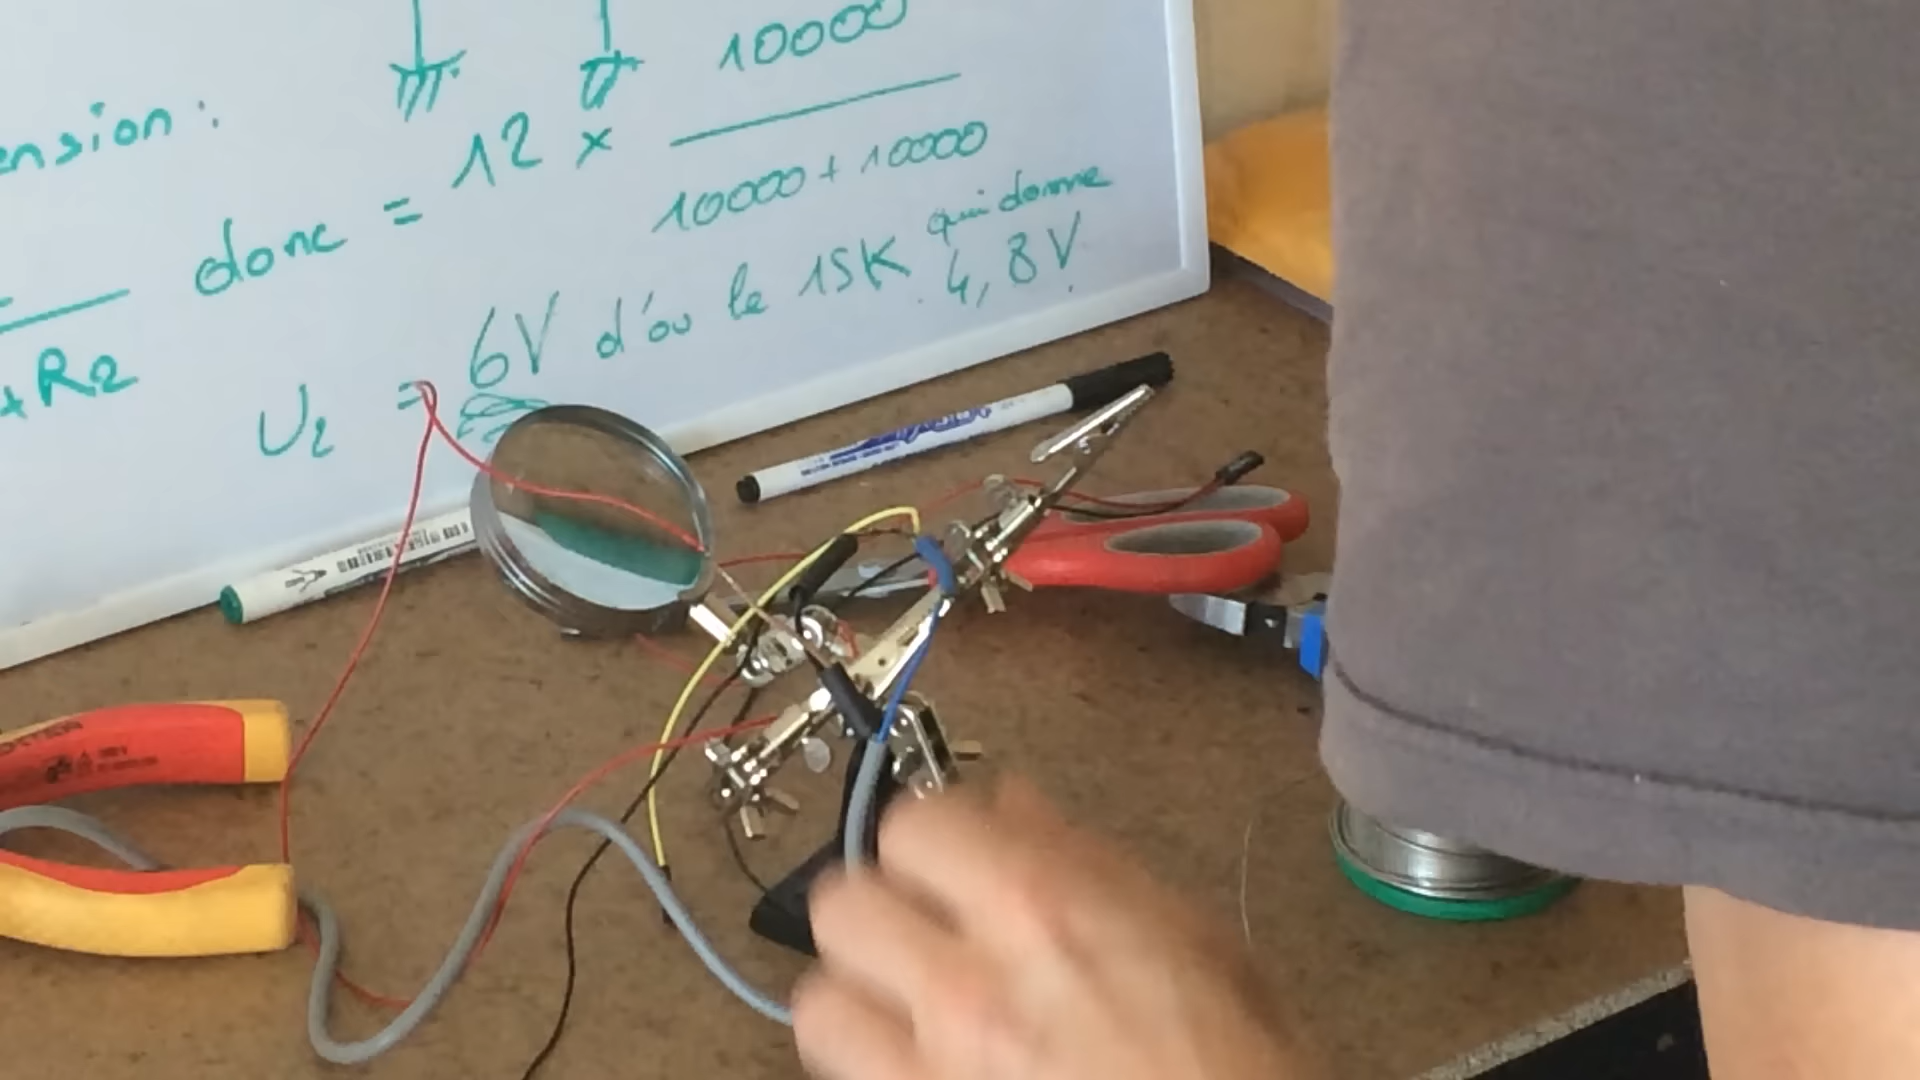 10000
ension :
donc = 12 x
10000 + 10000
+R2
U2 = 6V d'ou le 15K qui donne
4,8V